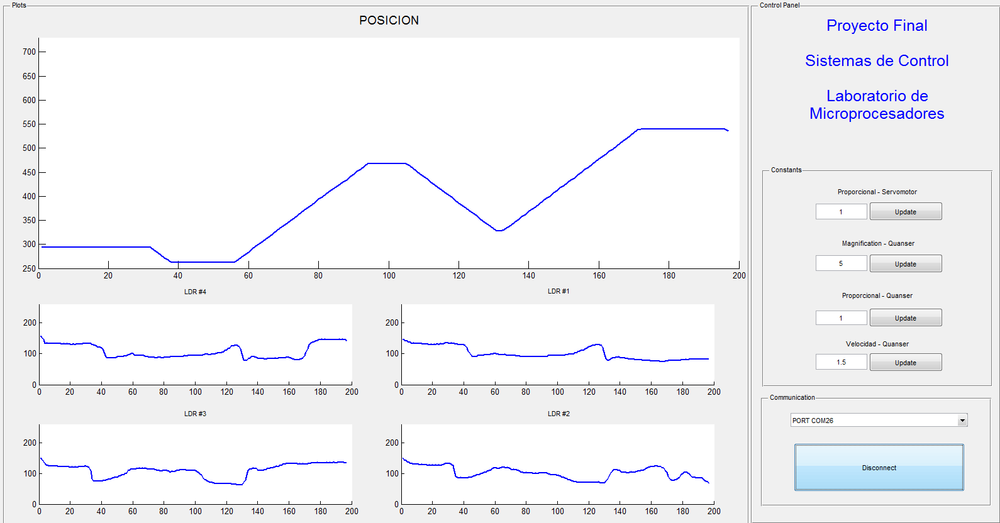 Plots
POSICION
700
650
600
550
500
450
400
350
300
250
0 20 40 60 80 100 120 140 160 180 200
LDR #4
200
100
0
0 20 40 60 80 100 120 140 160 180 200
LDR #1
200
100
0
0 20 40 60 80 100 120 140 160 180 200
LDR #3
200
100
0
0 20 40 60 80 100 120 140 160 180 200
LDR #2
200
100
0
0 20 40 60 80 100 120 140 160 180 200
Control Panel
Proyecto Final
Sistemas de Control
Laboratorio de
Microprocesadores
Constants
Proporcional - Servomotor
1 Update
Magnification - Quanser
5 Update
Proporcional - Quanser
1 Update
Velocidad - Quanser
1.5 Update
Communication
PORT COM26
Disconnect